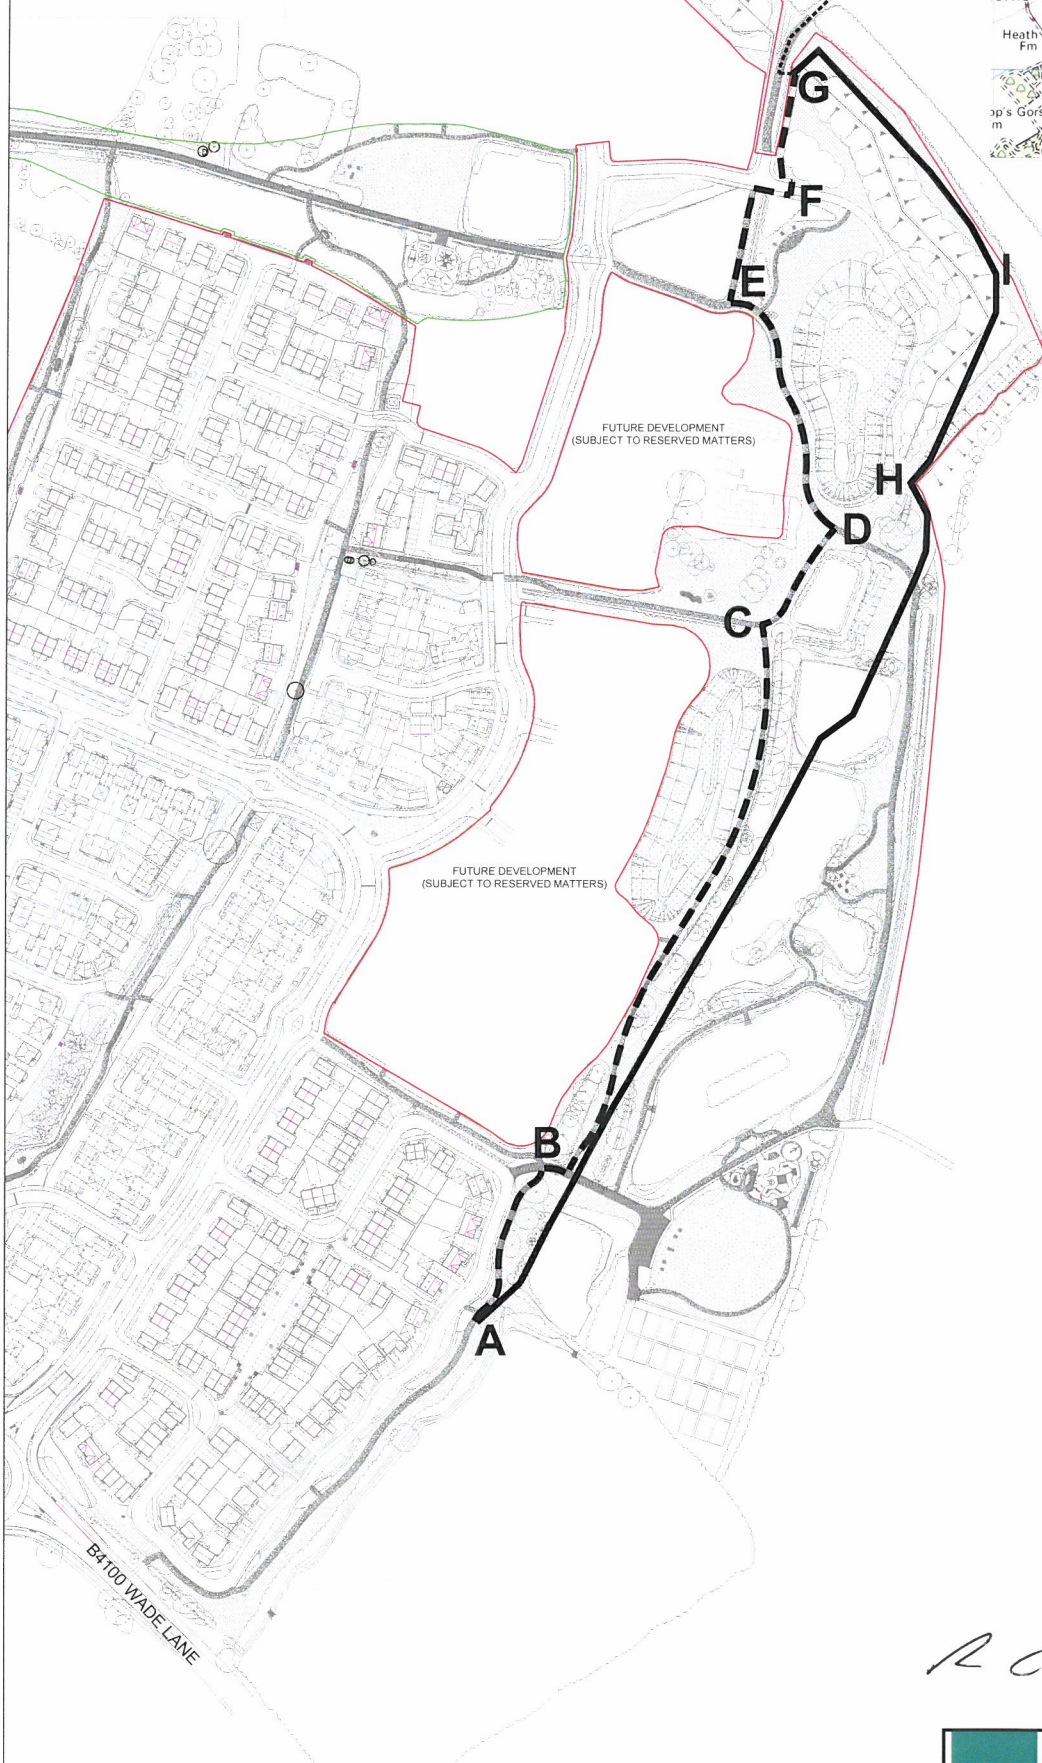 Heath
Fm
G
F
E
I
FUTURE DEVELOPMENT
(SUBJECT TO RESERVED MATTERS)
H
D
C
FUTURE DEVELOPMENT
(SUBJECT TO RESERVED MATTERS)
B
A
B4100 WADE LANE